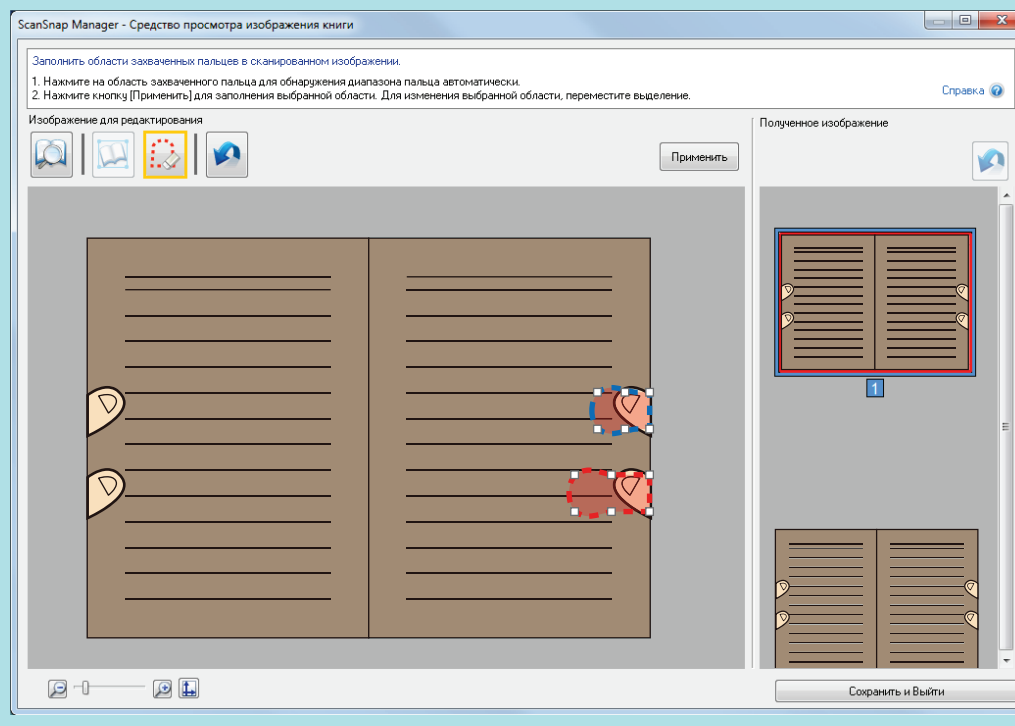 ScanSnap Manager - Средство просмотра изображения книги
Заполнить области захваченных пальцев в сканированном изображении.
1. Нажмите на область захваченного пальца для обнаружения диапазона пальца автоматически.
2. Нажмите кнопку [Применить] для заполнения выбранной области. Для изменения выбранной области, переместите выделение.
Справка
Изображение для редактирования
Полученное изображение
Применить
1
Сохранить и Выйти